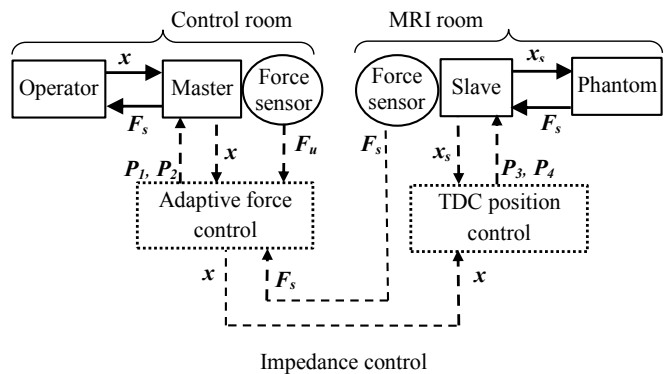 Control room
MRI room
x
x_s
Operator
Master
Force sensor
Force sensor
Slave
Phantom
F_s
F_s
x
F_u
F_s
x_s
P_1, P_2
P_3, P_4
Adaptive force control
TDC position control
x
F_s
x
Impedance control